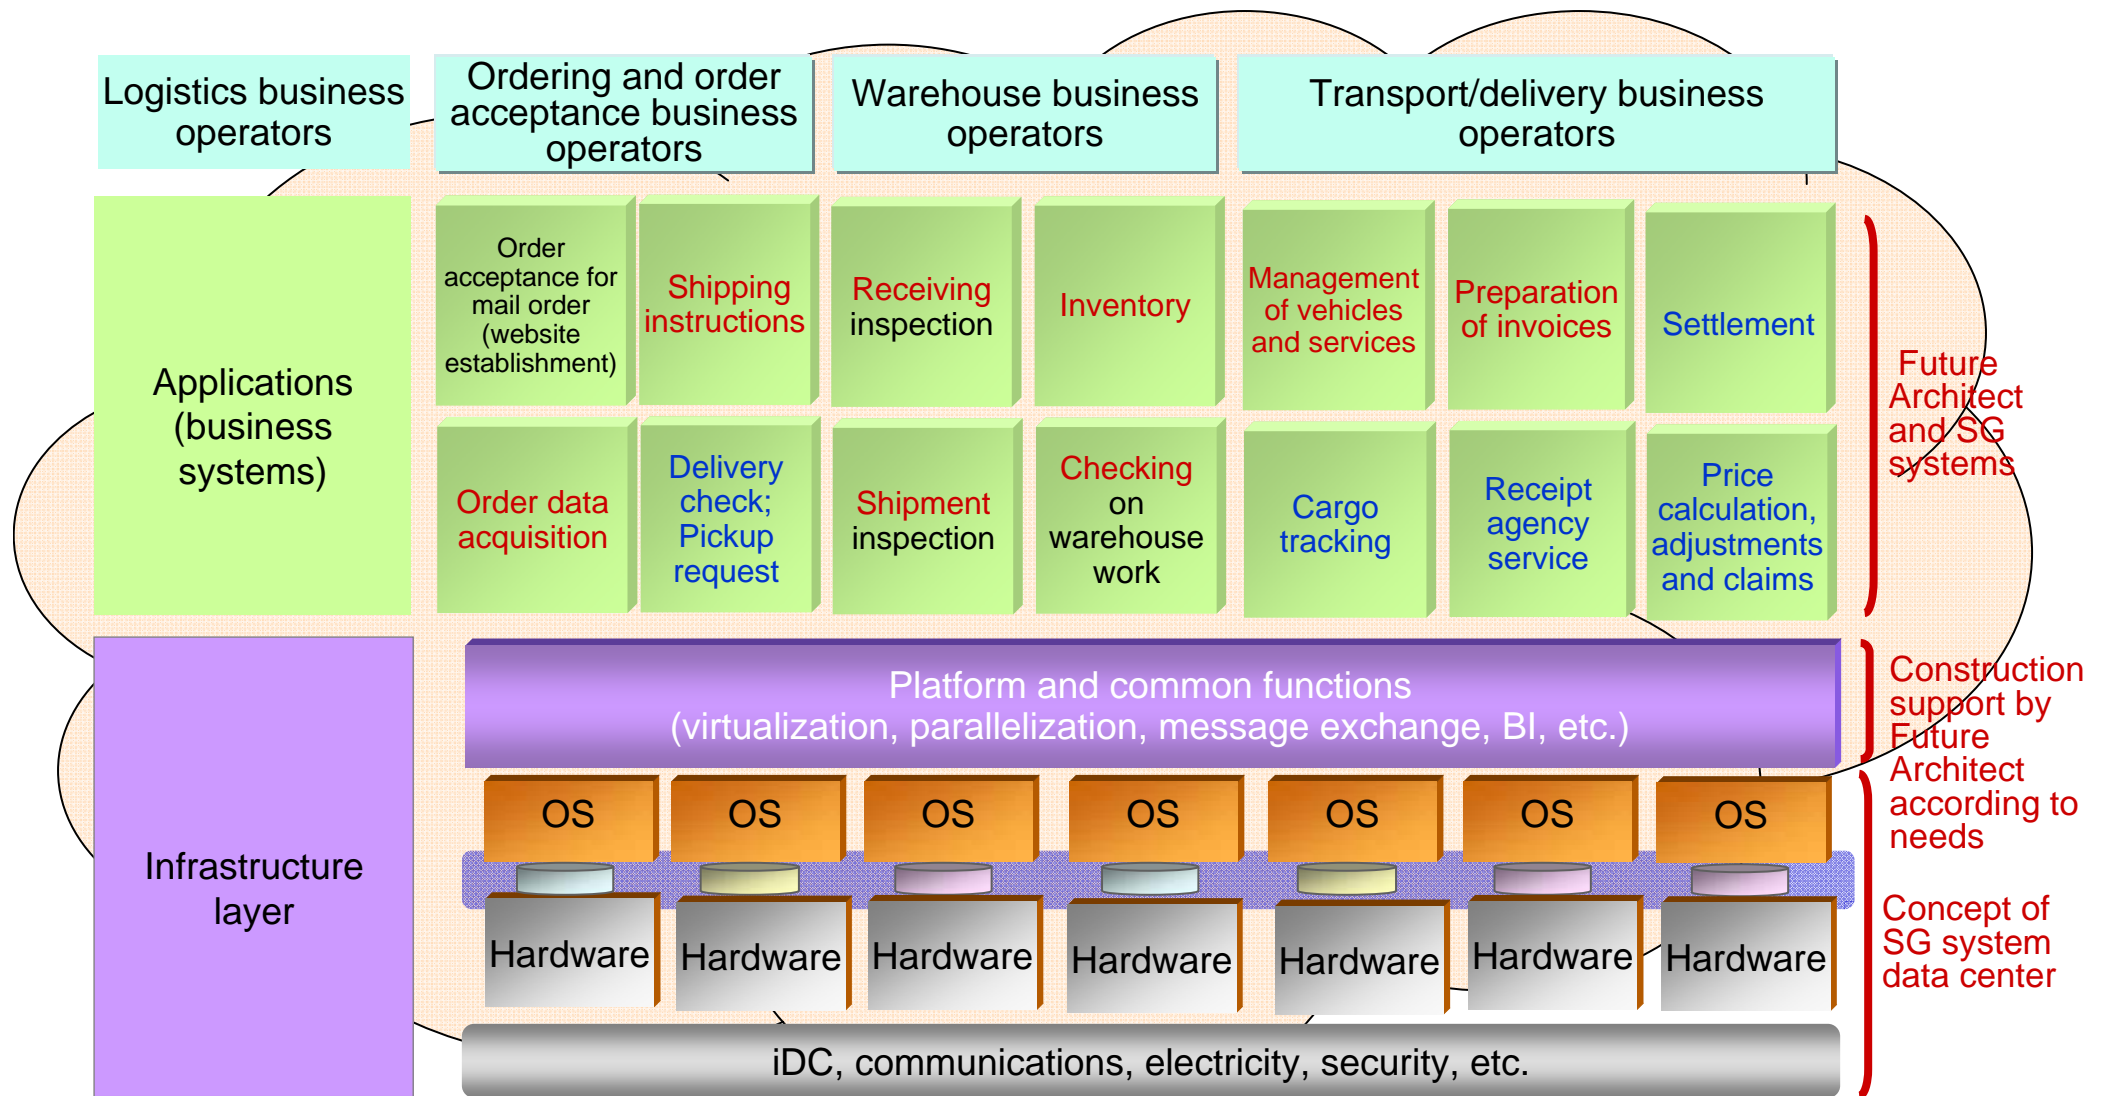 Logistics business
operators
Ordering and order
acceptance business
operators
Warehouse business
operators
Transport/delivery business
operators
Applications
(business
systems)
Order
acceptance for
mail order
(website
establishment)
Shipping
instructions
Receiving
inspection
Inventory
Management
of vehicles
and services
Preparation
of invoices
Settlement
Order data
acquisition
Delivery
check;
Pickup
request
Shipment
inspection
Checking
on
warehouse
work
Cargo
tracking
Receipt
agency
service
Price
calculation,
adjustments
and claims
Future
Architect
and SG
systems
Infrastructure
layer
Platform and common functions
(virtualization, parallelization, message exchange, BI, etc.)
Construction
support by
Future
Architect
according to
needs
OS
OS
OS
OS
OS
OS
OS
Hardware
Hardware
Hardware
Hardware
Hardware
Hardware
Hardware
Concept of
SG system
data center
iDC, communications, electricity, security, etc.